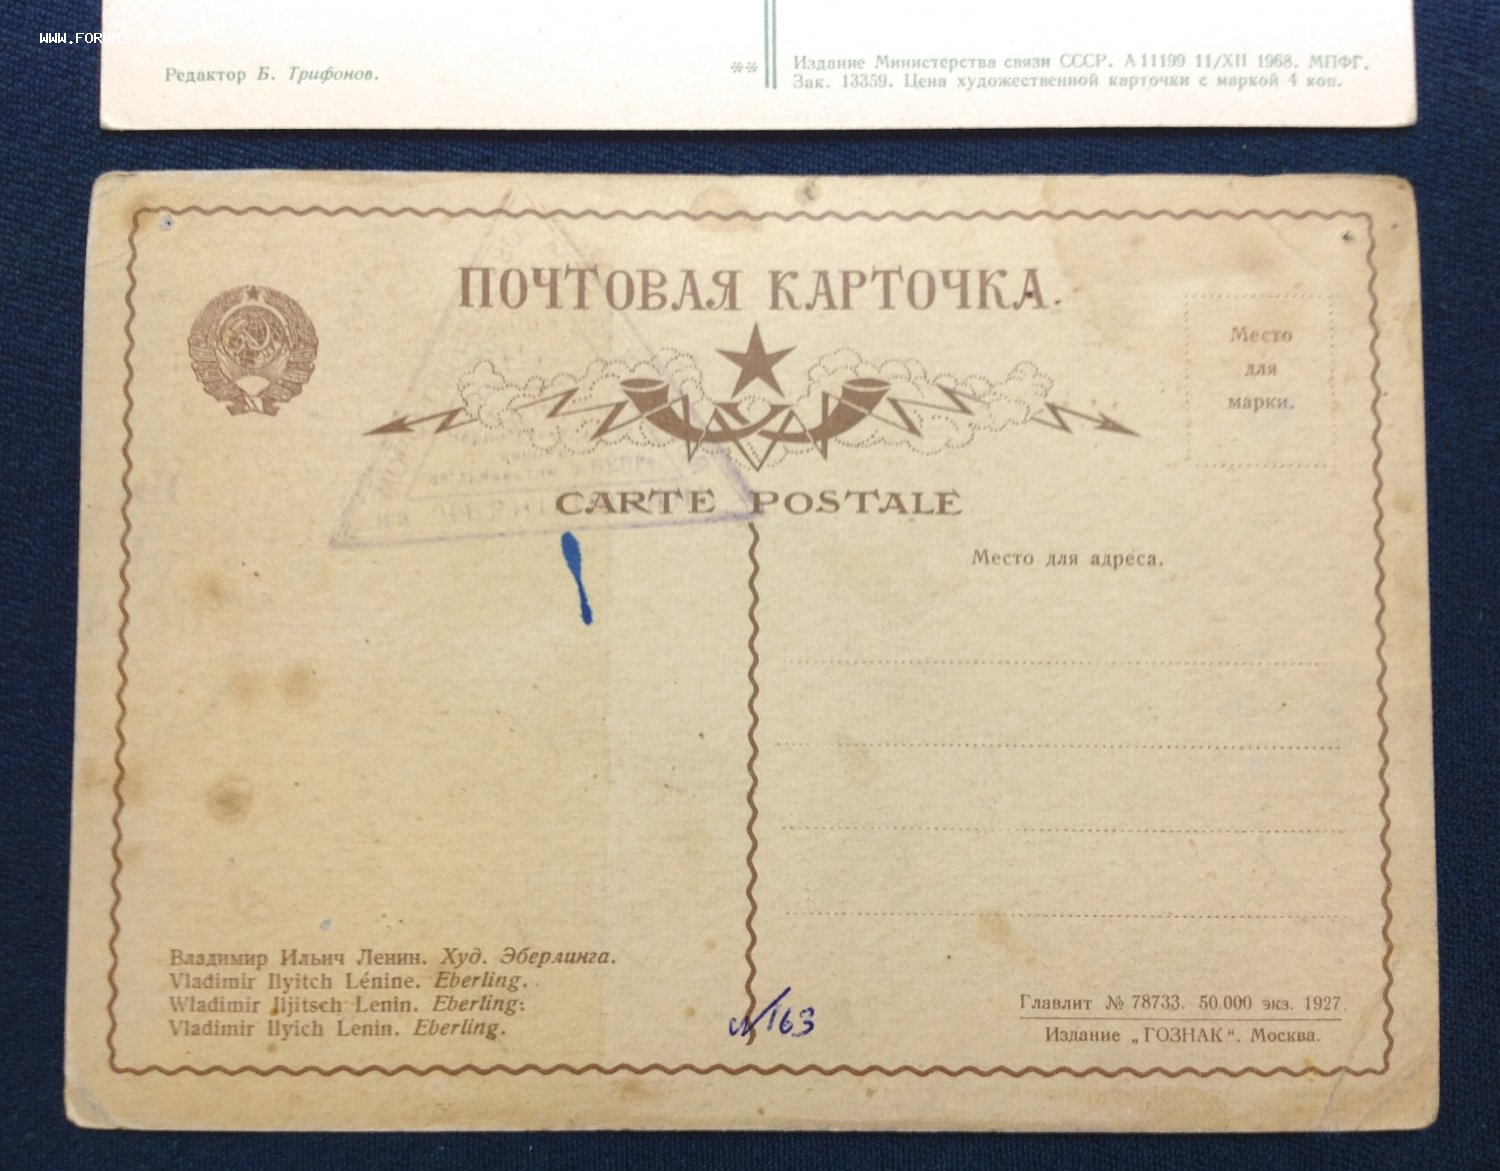 Редактор Б. Трифонов.
**
Издание Министерства связи СССР. А 11199 11/XII 1968. МПФГ.
Зак. 13359. Цена художественной карточки с маркой 4 коп.
ПОЧТОВАЯ КАРТОЧКА.
Место
для
марки.
CARTE POSTALE
Место для адреса.
Владимир Ильич Ленин. Худ. Эберлинга.
Vladimir Ilyitch Lénine. Eberling.
Wladimir Iljitsch Lenin. Eberling.
Vladimir Ilyich Lenin. Eberling.
№163
Главлит № 78733. 50.000 экз. 1927.
Издание „ГОЗНАК“. Москва.